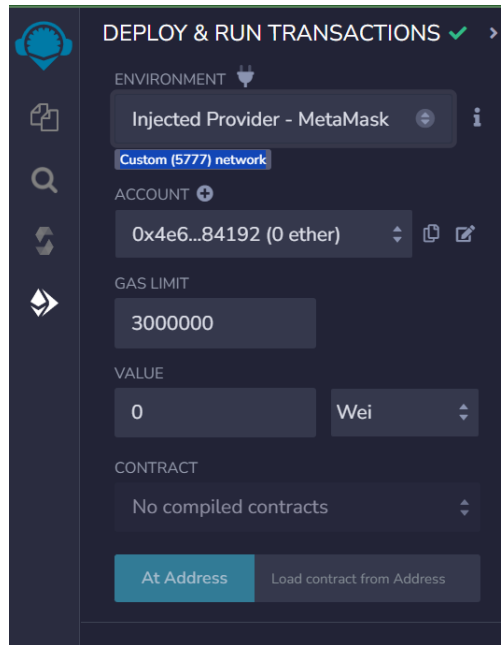 DEPLOY & RUN TRANSACTIONS
ENVIRONMENT
Injected Provider - MetaMask
Custom (5777) network
ACCOUNT
0x4e6...84192 (0 ether)
GAS LIMIT
3000000
VALUE
0 Wei
CONTRACT
No compiled contracts
At Address Load contract from Address